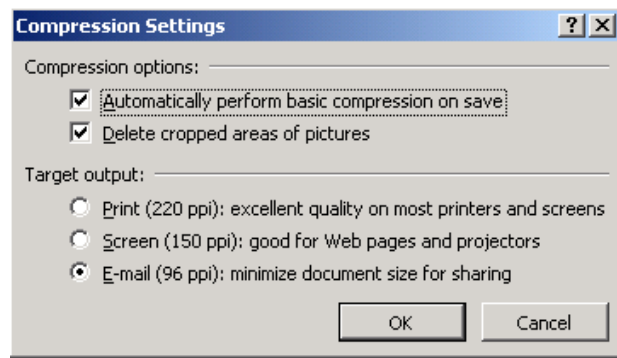 Compression Settings
Compression options:
Automatically perform basic compression on save
Delete cropped areas of pictures
Target output:
Print (220 ppi): excellent quality on most printers and screens
Screen (150 ppi): good for Web pages and projectors
E-mail (96 ppi): minimize document size for sharing
OK Cancel